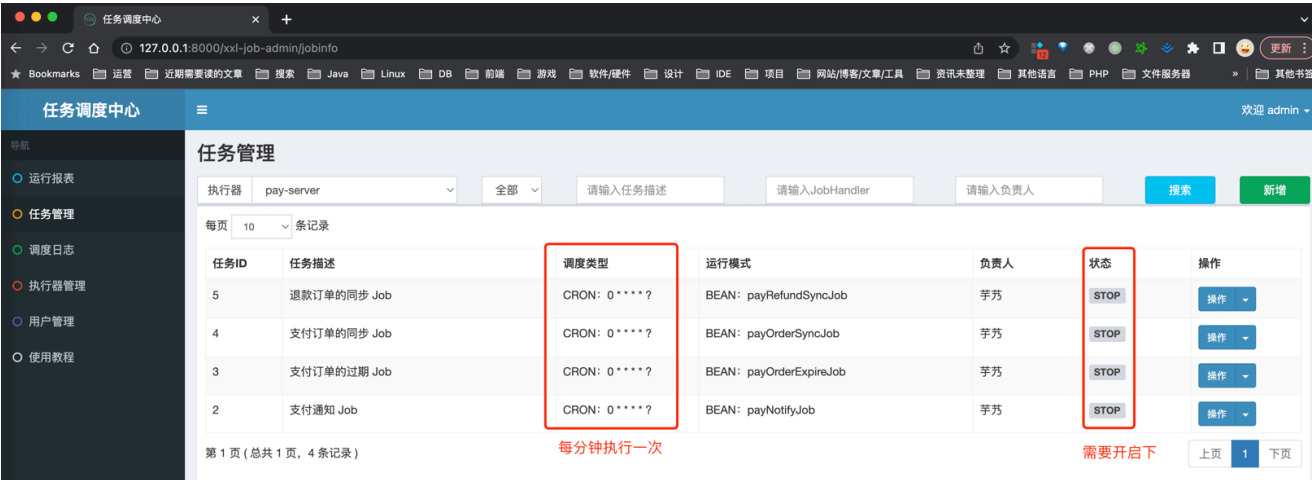 任务调度中心
127.0.0.1:8000/xxl-job-admin/jobinfo
12
更新
Bookmarks 运营 近期需要读的文章 搜索 Java Linux DB 前端 游戏 软件/硬件 设计 IDE 项目 网站/博客/文章/工具 资讯未整理 其他语言 PHP 文件服务器 » 其他书签
任务调度中心
欢迎 admin
导航
运行报表
任务管理
调度日志
执行器管理
用户管理
使用教程
任务管理
执行器 pay-server 全部 请输入任务描述 请输入JobHandler 请输入负责人 搜索 新增
每页 10 条记录
任务ID 任务描述 调度类型 运行模式 负责人 状态 操作
5 退款订单的同步 Job CRON：0 * * * * ? BEAN：payRefundSyncJob 芋艿 STOP 操作
4 支付订单的同步 Job CRON：0 * * * * ? BEAN：payOrderSyncJob 芋艿 STOP 操作
3 支付订单的过期 Job CRON：0 * * * * ? BEAN：payOrderExpireJob 芋艿 STOP 操作
2 支付通知 Job CRON：0 * * * * ? BEAN：payNotifyJob 芋艿 STOP 操作
每分钟执行一次
需要开启下
第 1 页 ( 总共 1 页，4 条记录 )
上页 1 下页